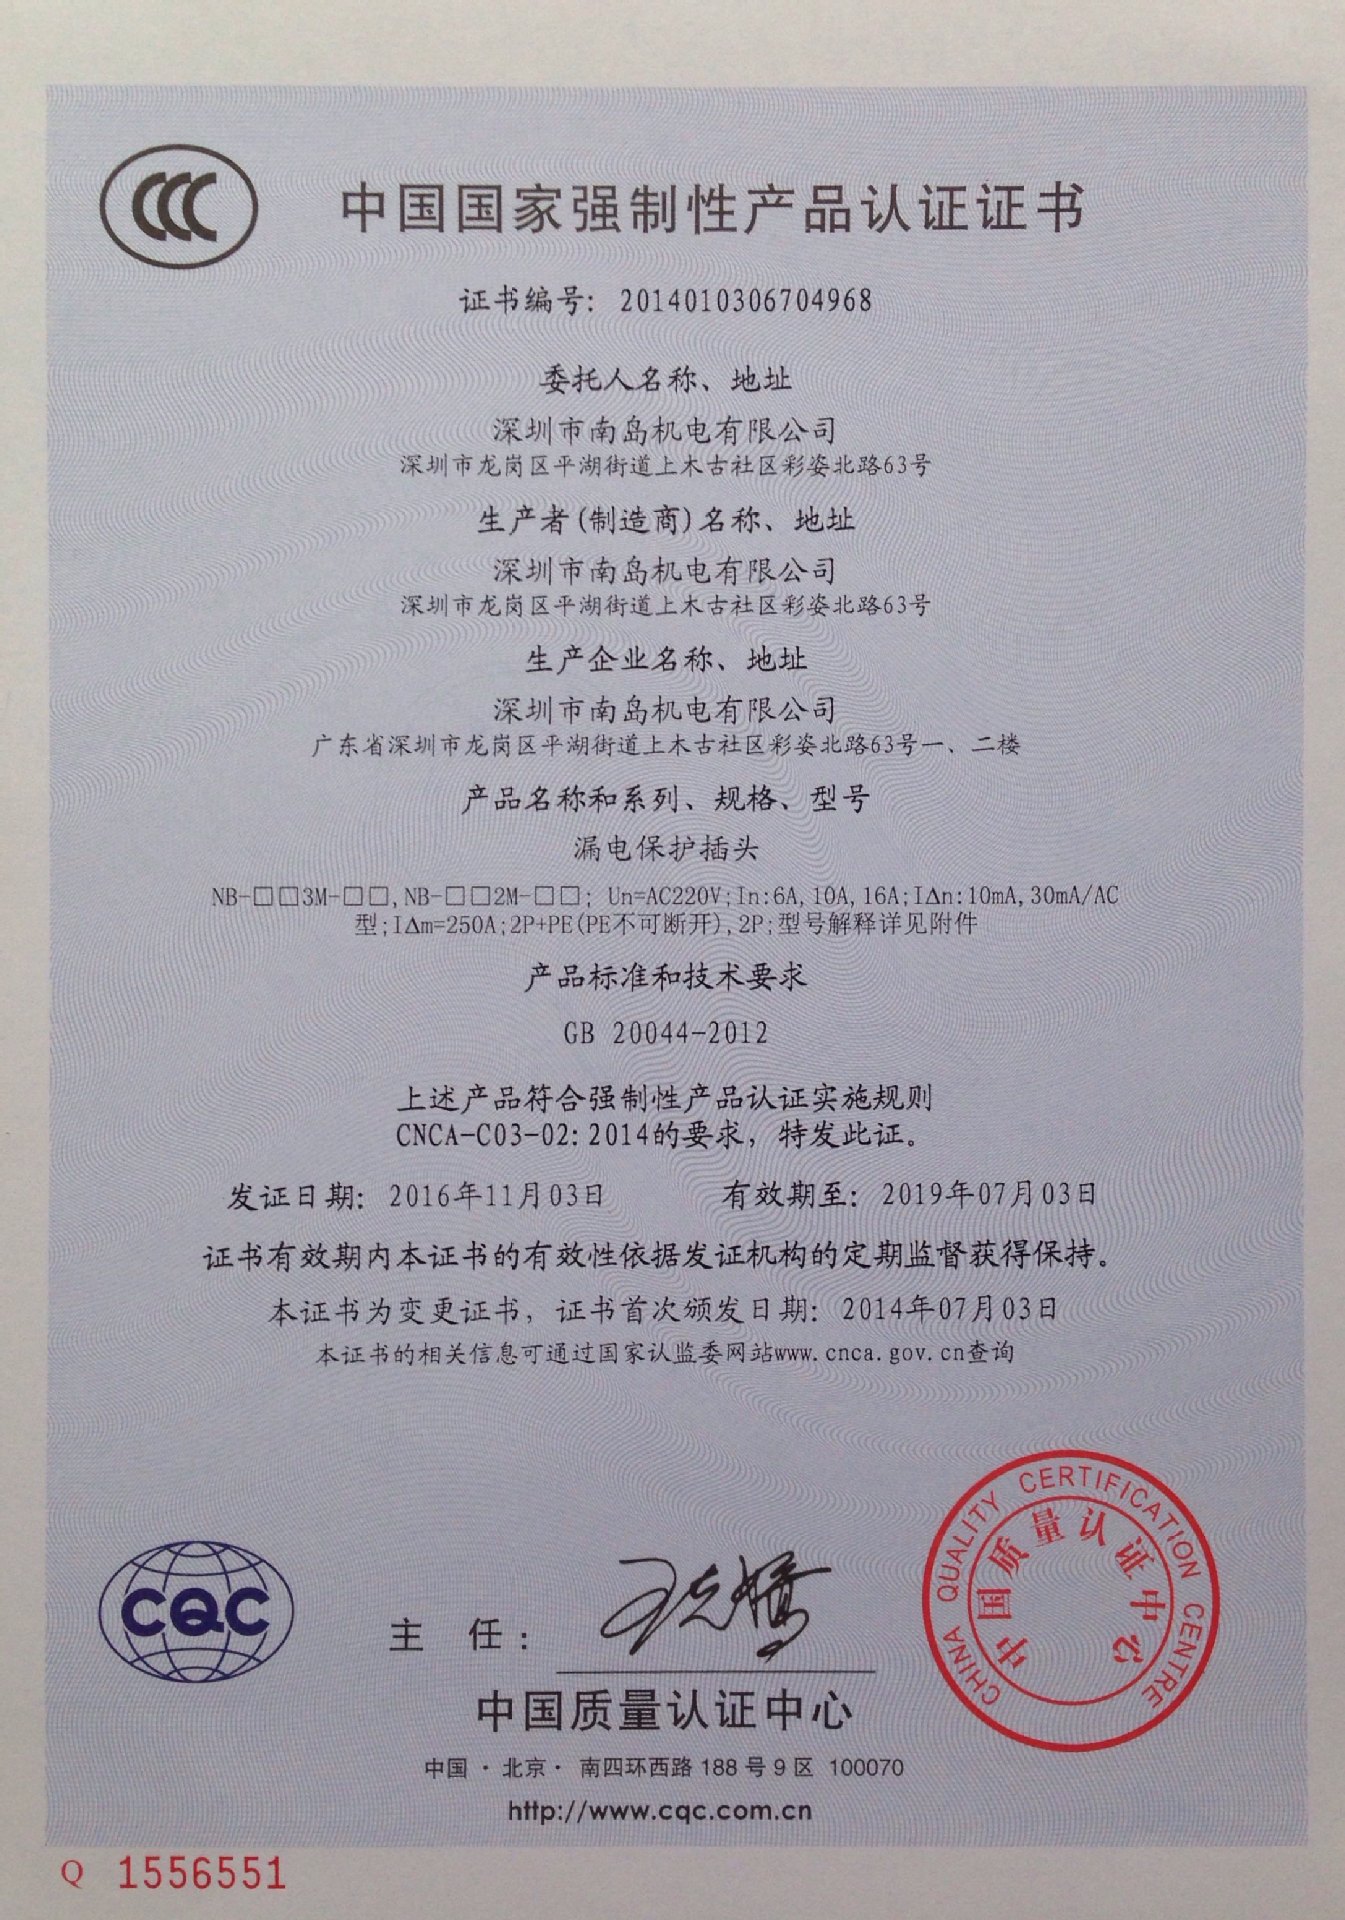 CCC
中国国家强制性产品认证证书
证书编号：2014010306704968
委托人名称、地址
深圳市南岛机电有限公司
深圳市龙岗区平湖街道上木古社区彩姿北路63号
生产者(制造商)名称、地址
深圳市南岛机电有限公司
深圳市龙岗区平湖街道上木古社区彩姿北路63号
生产企业名称、地址
深圳市南岛机电有限公司
广东省深圳市龙岗区平湖街道上木古社区彩姿北路63号一、二楼
产品名称和系列、规格、型号
漏电保护插头
NB-□□3M-□□,NB-□□2M-□□; Un=AC220V;In:6A,10A,16A;IΔn:10mA,30mA/AC
型;IΔm=250A;2P+PE(PE不可断开),2P;型号解释详见附件
产品标准和技术要求
GB 20044-2012
上述产品符合强制性产品认证实施规则
CNCA-C03-02:2014的要求，特发此证。
发证日期：2016年11月03日 有效期至：2019年07月03日
证书有效期内本证书的有效性依据发证机构的定期监督获得保持。
本证书为变更证书，证书首次颁发日期：2014年07月03日
本证书的相关信息可通过国家认监委网站www.cnca.gov.cn查询
CQC
主 任：
CHINA QUALITY CERTIFICATION CENTRE
中国质量认证中心
中国质量认证中心
中国·北京·南四环西路188号9区 100070
http://www.cqc.com.cn
Q 1556551